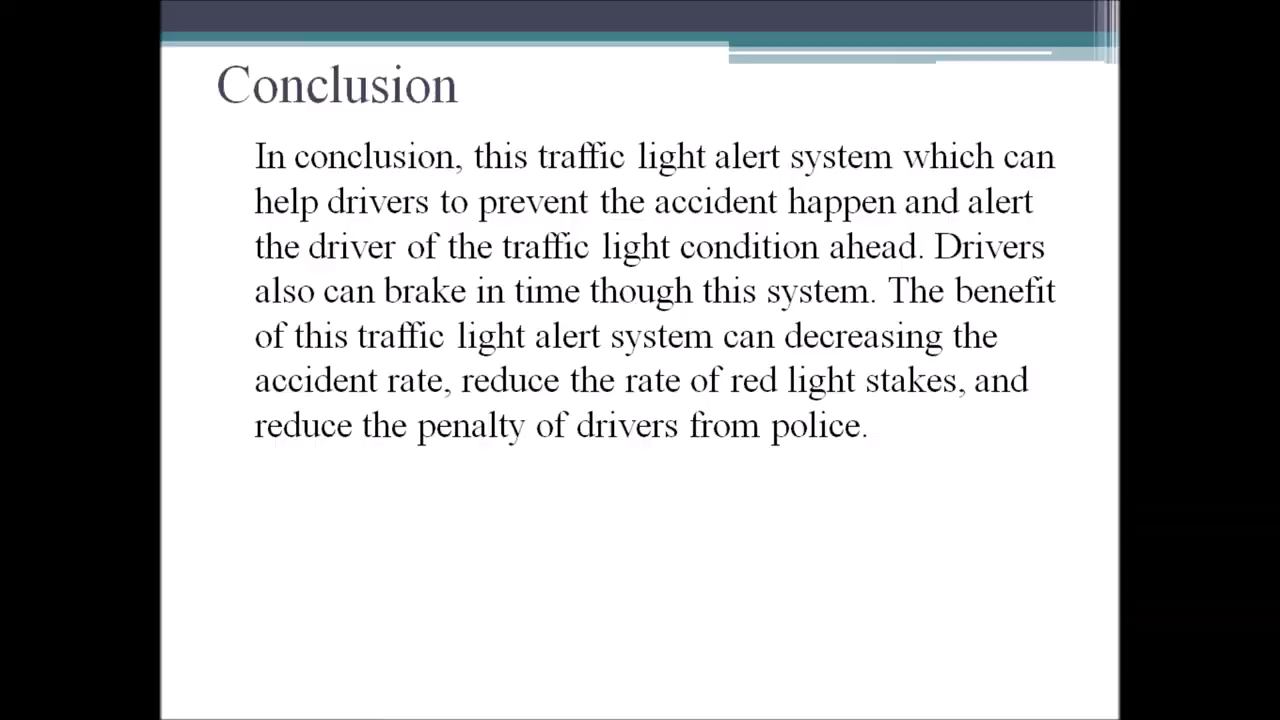 Conclusion
In conclusion, this traffic light alert system which can
help drivers to prevent the accident happen and alert
the driver of the traffic light condition ahead. Drivers
also can brake in time though this system. The benefit
of this traffic light alert system can decreasing the
accident rate, reduce the rate of red light stakes, and
reduce the penalty of drivers from police.